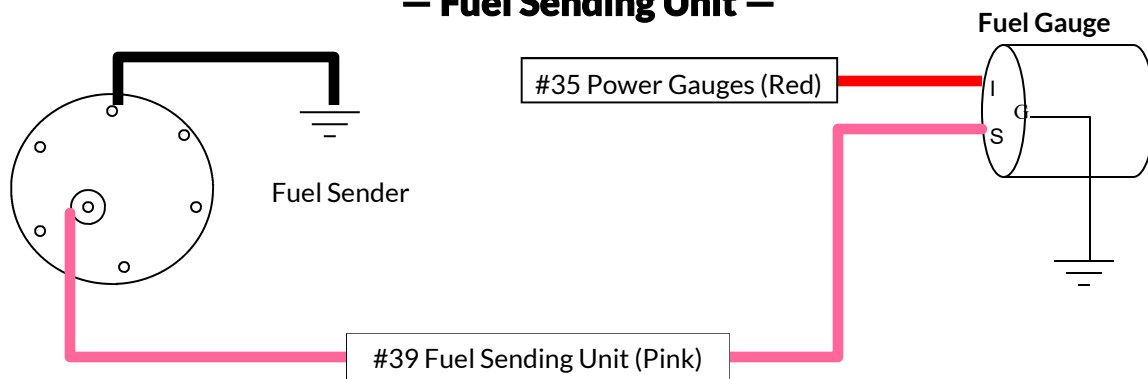 — Fuel Sending Unit —
Fuel Gauge
#35 Power Gauges (Red)
I
G
S
Fuel Sender
#39 Fuel Sending Unit (Pink)